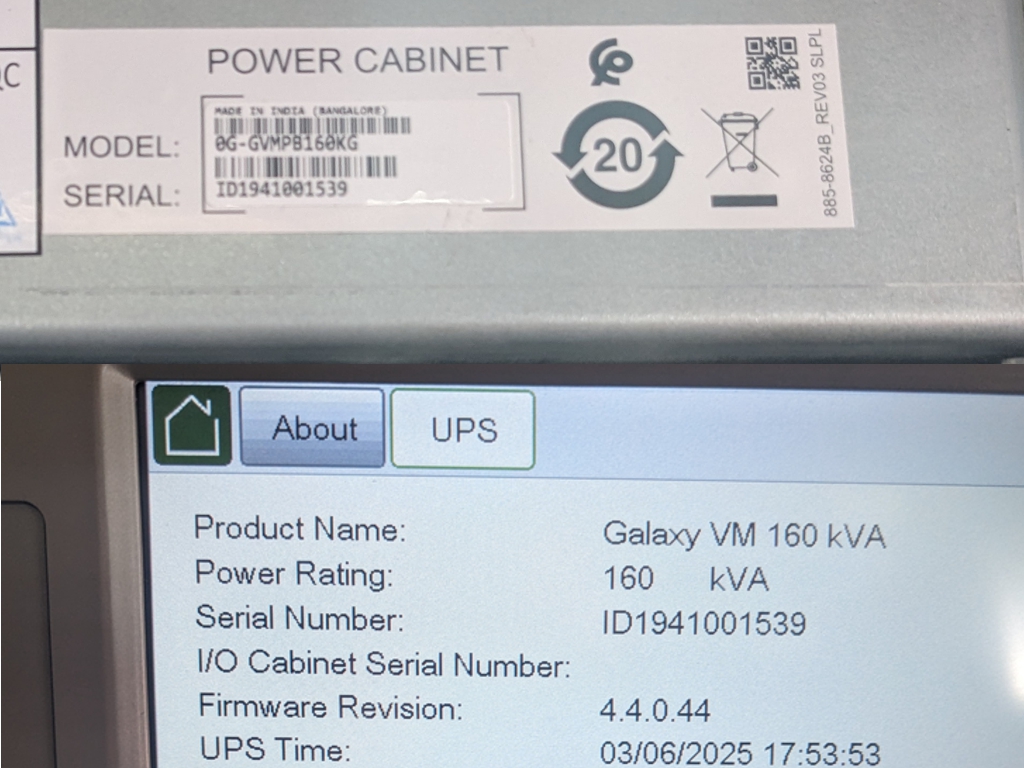 QC
POWER CABINET
MADE IN INDIA (BANGALORE)
MODEL: 0G-GVMPB160KG
SERIAL: ID1941001539
20
885-8624B_REV03 SLPL
About UPS
Product Name: Galaxy VM 160 kVA
Power Rating: 160 kVA
Serial Number: ID1941001539
I/O Cabinet Serial Number:
Firmware Revision: 4.4.0.44
UPS Time: 03/06/2025 17:53:53